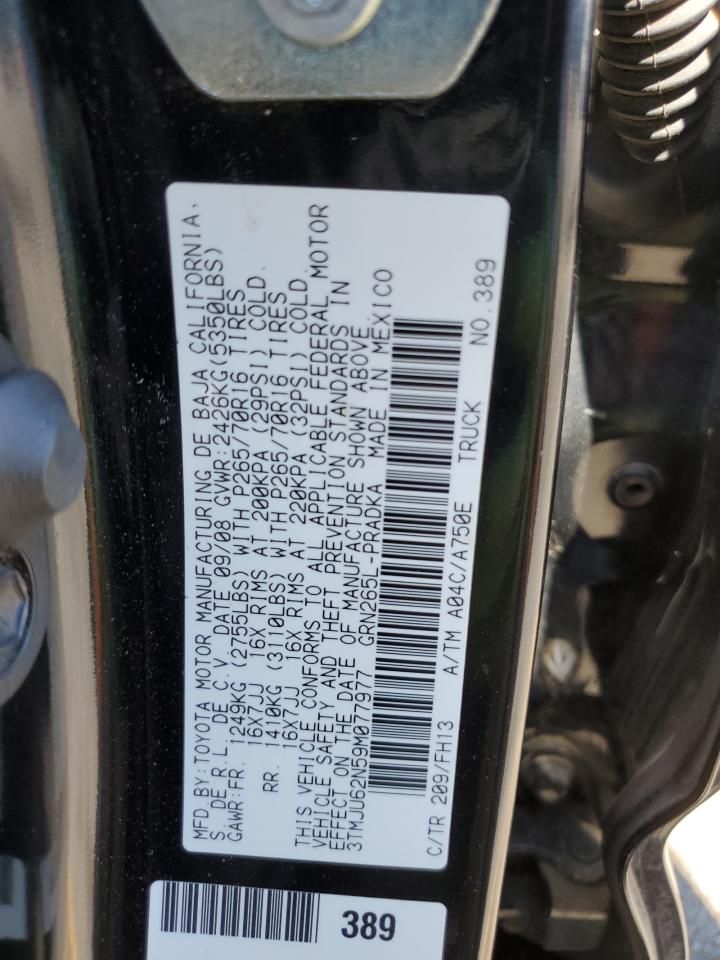 MFD.BY:TOYOTA MOTOR MANUFACTURING DE BAJA CALIFORNIA,
S. DE R.L. DE C.V. DATE 09/08 GVWR:2426KG(5350LBS)
GAWR:FR. 1249KG (2755LBS) WITH P265/70R16 TIRES
16X7JJ 16X RIMS AT 200KPA (29PSI) COLD.
RR. 1410KG (3110LBS) WITH P265/70R16 TIRES
16X7JJ 16X RIMS AT 220KPA (32PSI) COLD.
THIS VEHICLE CONFORMS TO ALL APPLICABLE FEDERAL MOTOR
VEHICLE SAFETY AND THEFT PREVENTION STANDARDS IN
EFFECT ON THE DATE OF MANUFACTURE SHOWN ABOVE.
3TMJU62N59M077977 GRN265L-PRADKA MADE IN MEXICO
C/TR 209/FH13 A/TM A04C/A750E TRUCK NO.389
389